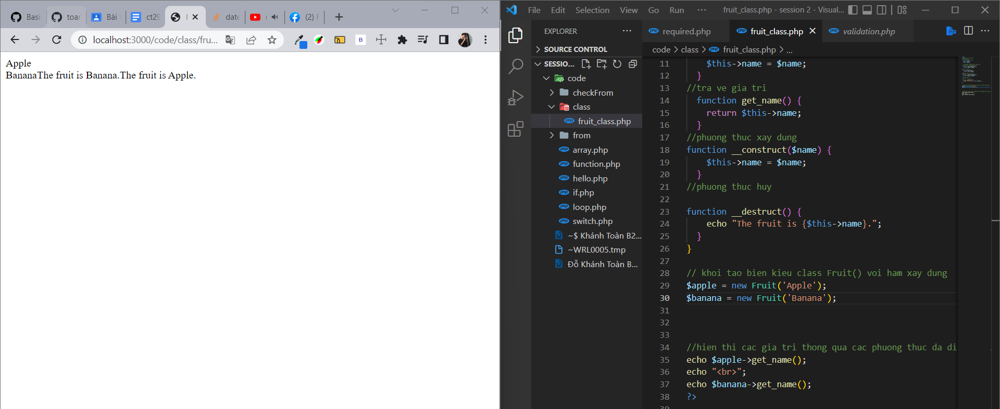 Basi
toar
Bài
ct29
date
(2) F
localhost:3000/code/class/fru...
Apple
BananaThe fruit is Banana.The fruit is Apple.
File Edit Selection View Go Run ... fruit_class.php - session 2 - Visual...
EXPLORER ...
required.php fruit_class.php validation.php ...
SOURCE CONTROL
code > class > fruit_class.php > ...
SESSIO...
code
checkFrom
class
fruit_class.php
from
array.php
function.php
hello.php
if.php
loop.php
switch.php
~$ Khánh Toàn B2...
~WRL0005.tmp
Đỗ Khánh Toàn B...
11 $this->name = $name;
12 }
13 //tra ve gia tri
14 function get_name() {
15 return $this->name;
16 }
17 //phuong thuc xay dung
18 function __construct($name) {
19 $this->name = $name;
20 }
21 //phuong thuc huy
22
23 function __destruct() {
24 echo "The fruit is {$this->name}.";
25 }
26 }
27
28 // khoi tao bien kieu class Fruit() voi ham xay dung
29 $apple = new Fruit('Apple');
30 $banana = new Fruit('Banana');
31
32
33
34 //hien thi cac gia tri thong qua cac phuong thuc da di
35 echo $apple->get_name();
36 echo "<br>";
37 echo $banana->get_name();
38 ?>
39